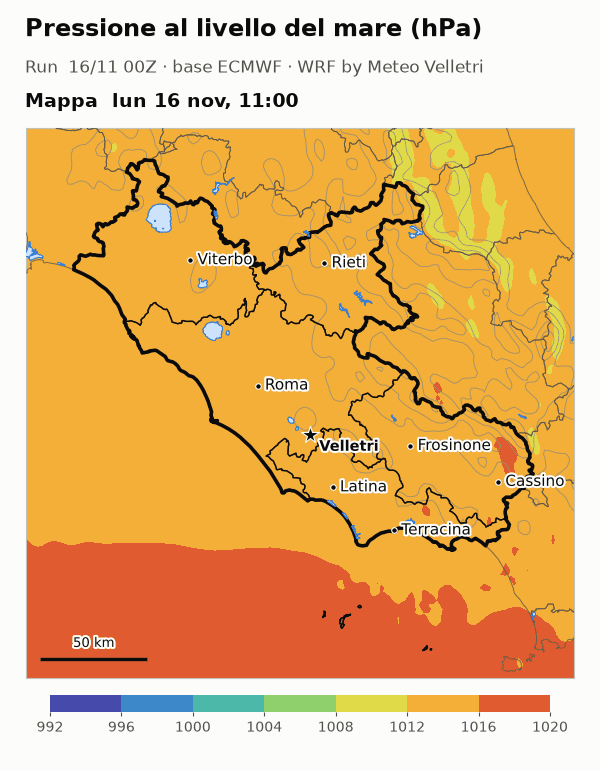 Pressione al livello del mare (hPa)
Run  16/11 00Z · base ECMWF · WRF by Meteo Velletri
Mappa  lun 16 nov, 11:00
Viterbo
Rieti
Roma
Velletri
Frosinone
Cassino
Latina
Terracina
50 km
992 996 1000 1004 1008 1012 1016 1020